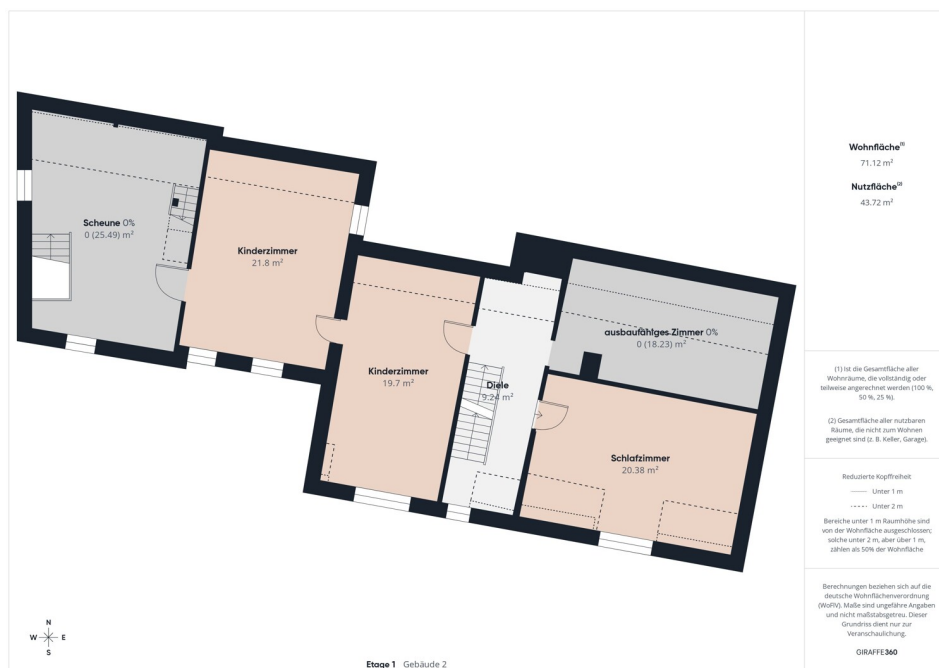 Scheune 0%
0 (25.49) m²
Kinderzimmer
21.8 m²
Kinderzimmer
19.7 m²
Diele
9.24 m²
ausbaufähiges Zimmer 0%
0 (18.23) m²
Schlafzimmer
20.38 m²
N
W E
S
Etage 1 Gebäude 2
Wohnfläche⁽¹⁾
71.12 m²
Nutzfläche⁽²⁾
43.72 m²
(1) Ist die Gesamtfläche aller
Wohnräume, die vollständig oder
teilweise angerechnet werden (100 %,
50 %, 25 %).
(2) Gesamtfläche aller nutzbaren
Räume, die nicht zum Wohnen
geeignet sind (z. B. Keller, Garage).
Reduzierte Kopffreiheit
Unter 1 m
Unter 2 m
Bereiche unter 1 m Raumhöhe sind
von der Wohnfläche ausgeschlossen;
solche unter 2 m, aber über 1 m,
zählen als 50% der Wohnfläche
Berechnungen beziehen sich auf die
deutsche Wohnflächenverordnung
(WoFlV). Maße sind ungefähre Angaben
und nicht maßstabsgetreu. Dieser
Grundriss dient nur zur
Veranschaulichung.
GIRAFFE360